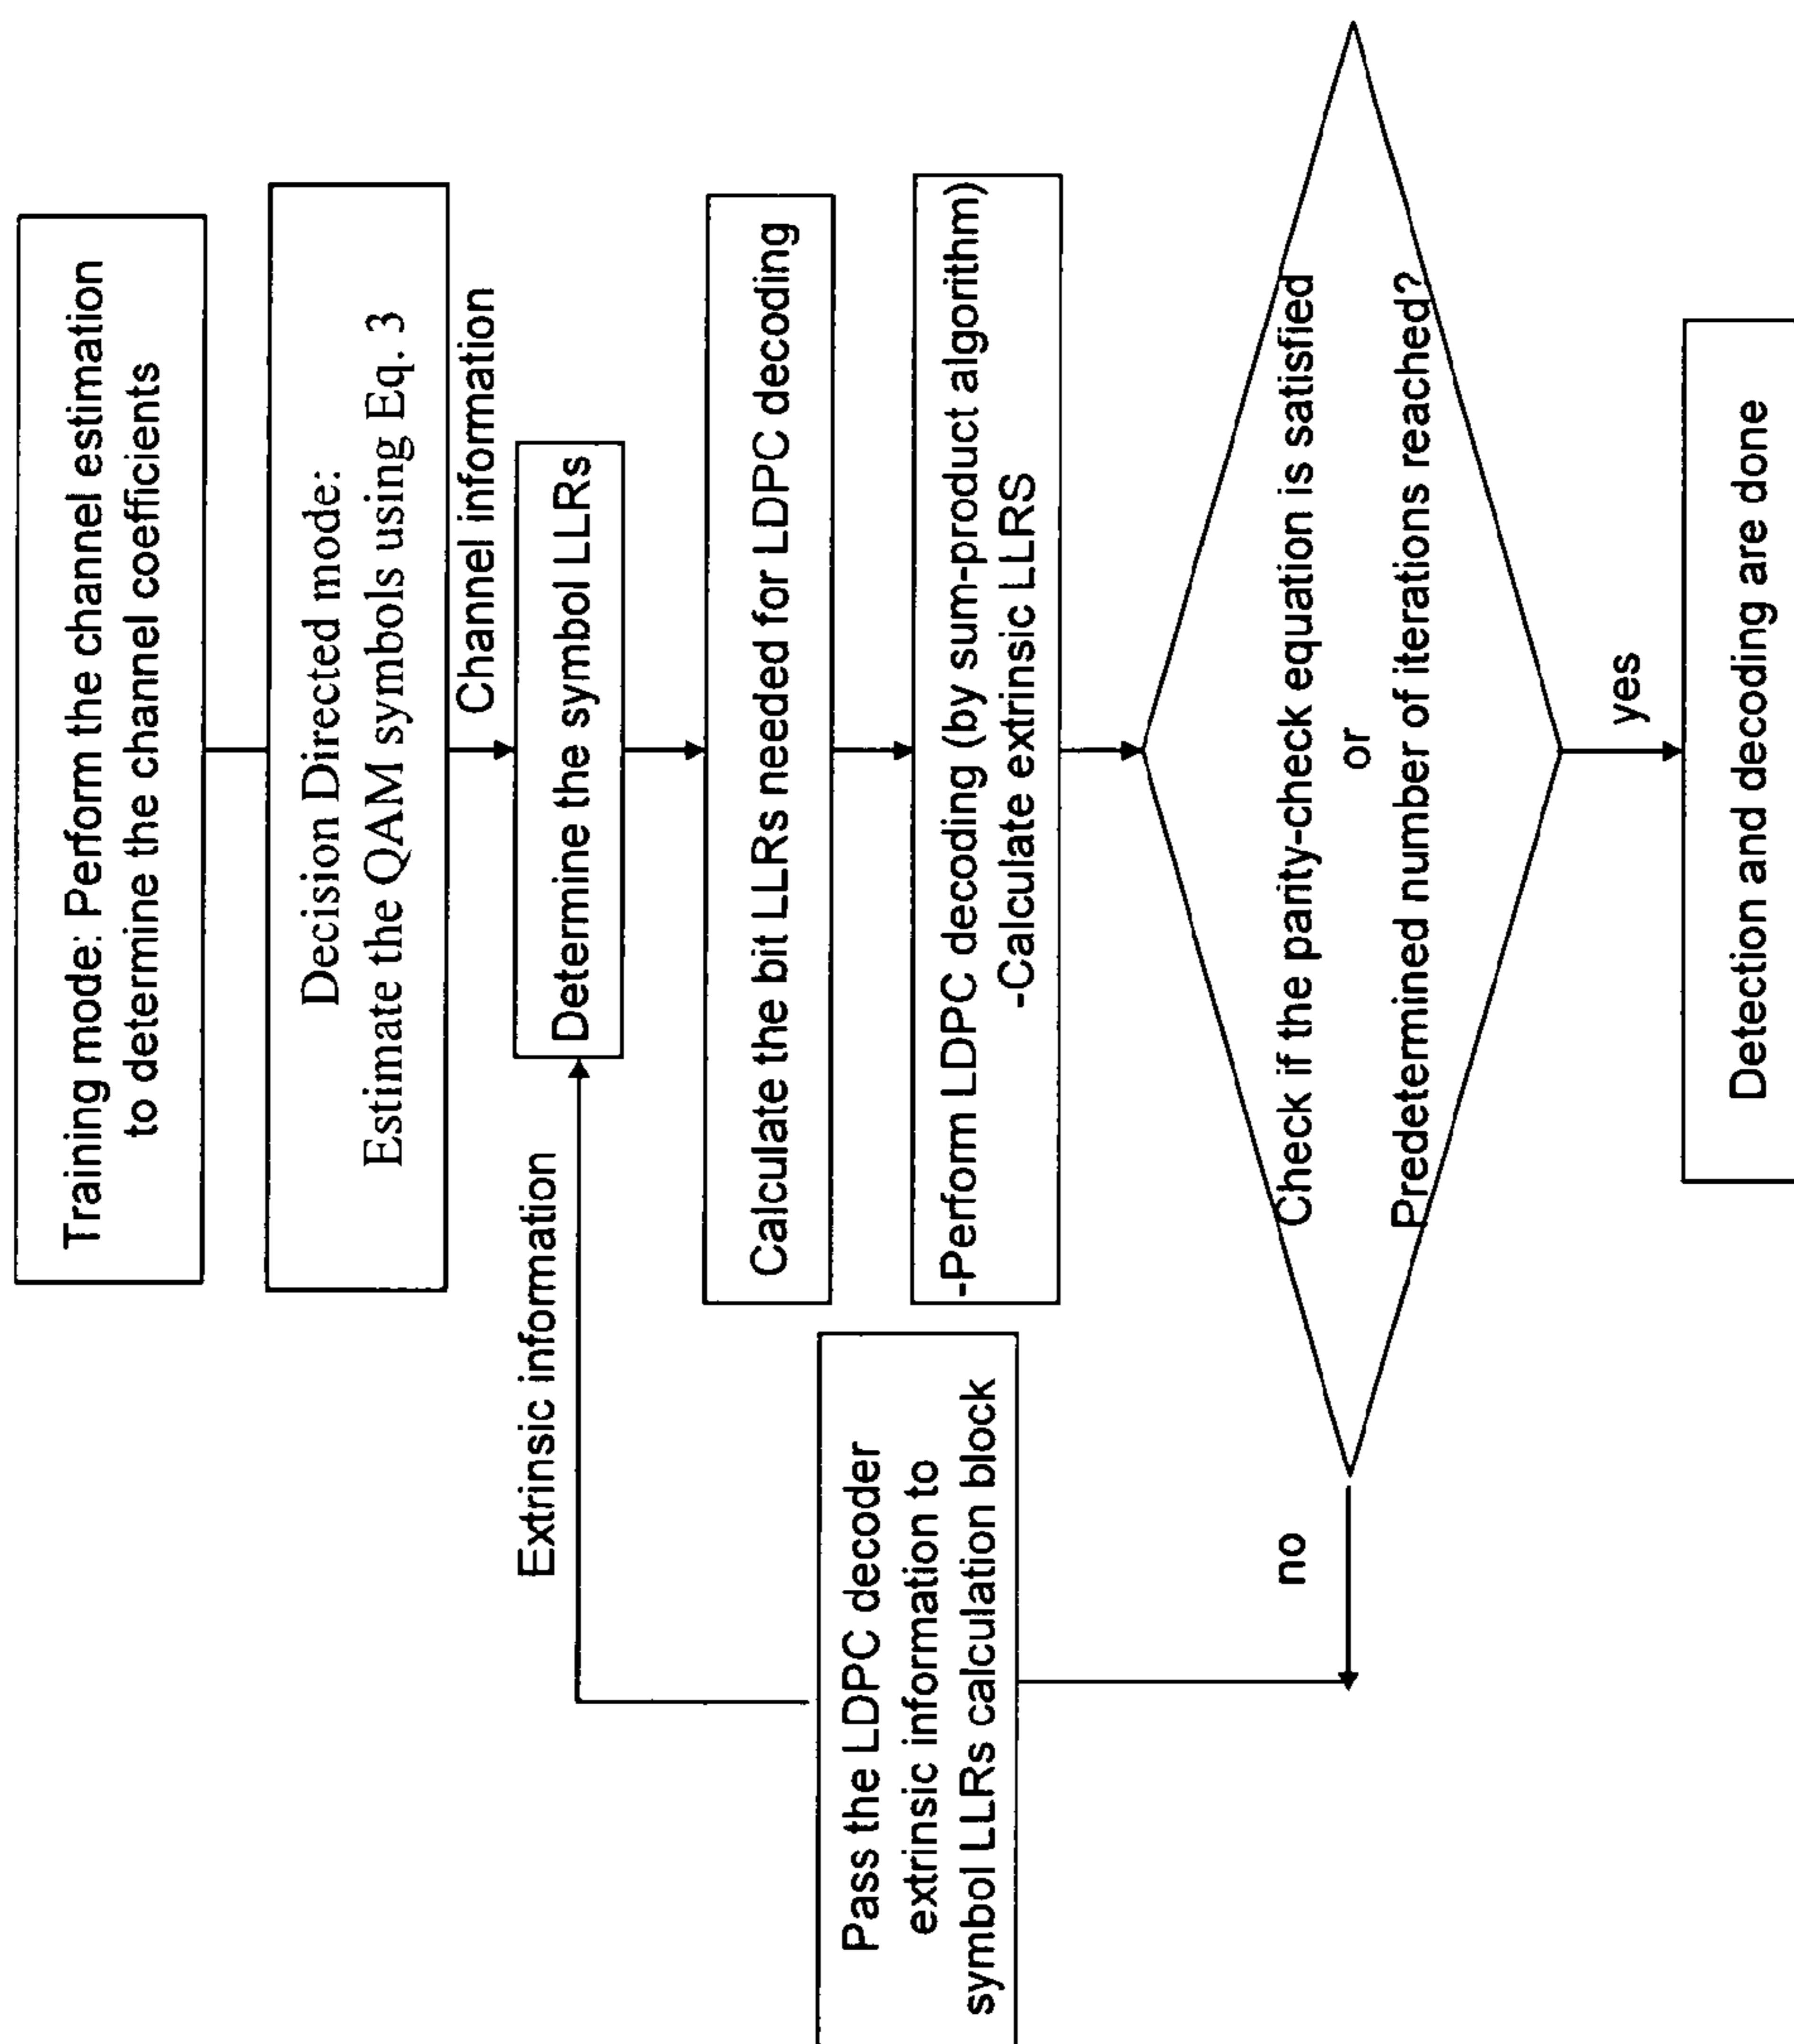 Training mode: Perform the channel estimation
to determine the channel coefficients
Decision Directed mode:
Estimate the QAM symbols using Eq. 3
Channel information
Extrinsic information
Determine the symbol LLRs
Calculate the bit LLRs needed for LDPC decoding
-Perform LDPC decoding (by sum-product algorithm)
-Calculate extrinsic LLRS
Pass the LDPC decoder
extrinsic information to
symbol LLRs calculation block
Check if the parity-check equation is satisfied
or
Predetermined number of iterations reached?
no
yes
Detection and decoding are done